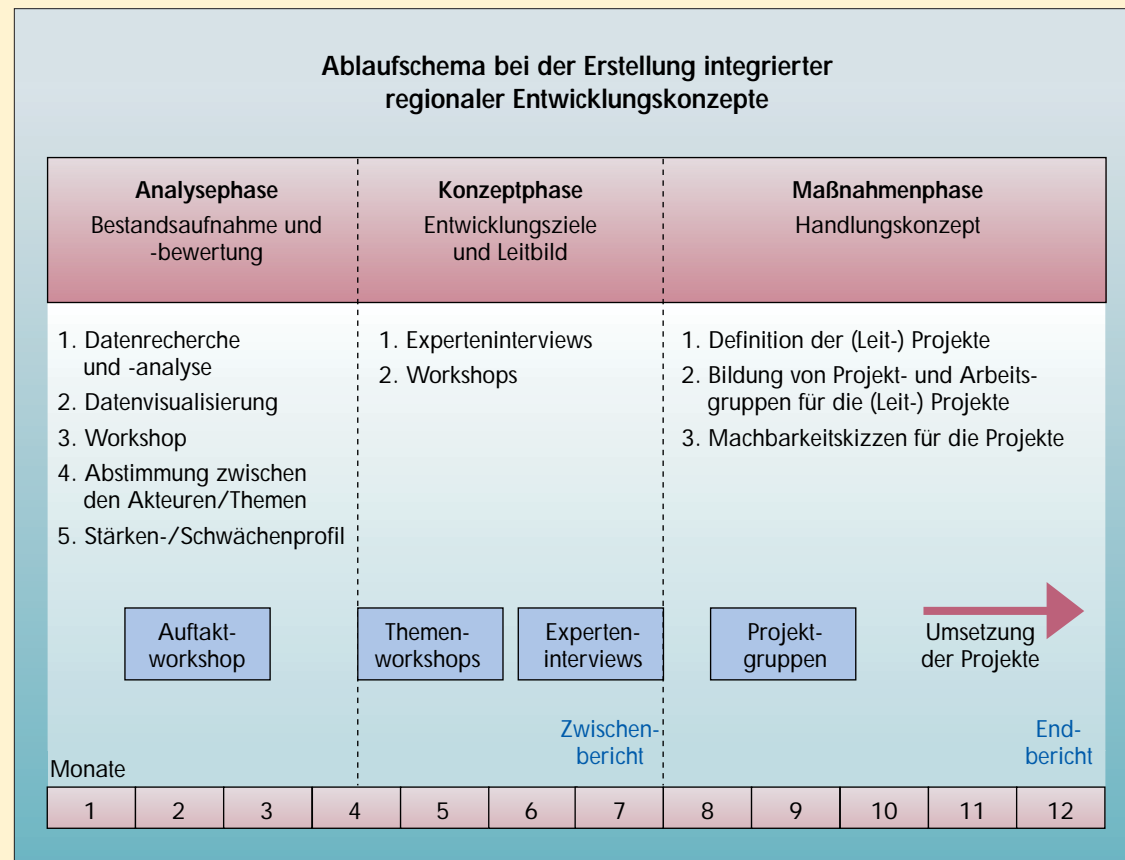 Ablaufschema bei der Erstellung integrierter
regionaler Entwicklungskonzepte
Analysephase
Bestandsaufnahme und
-bewertung
Konzeptphase
Entwicklungsziele
und Leitbild
Maßnahmenphase
Handlungskonzept
1. Datenrecherche
und -analyse
2. Datenvisualisierung
3. Workshop
4. Abstimmung zwischen
den Akteuren/Themen
5. Stärken-/Schwächenprofil
1. Experteninterviews
2. Workshops
1. Definition der (Leit-) Projekte
2. Bildung von Projekt- und Arbeits-
gruppen für die (Leit-) Projekte
3. Machbarkeitskizzen für die Projekte
Auftakt-
workshop
Themen-
workshops
Experten-
interviews
Projekt-
gruppen
Umsetzung
der Projekte
Zwischen-
bericht
End-
bericht
Monate
1 2 3 4 5 6 7 8 9 10 11 12